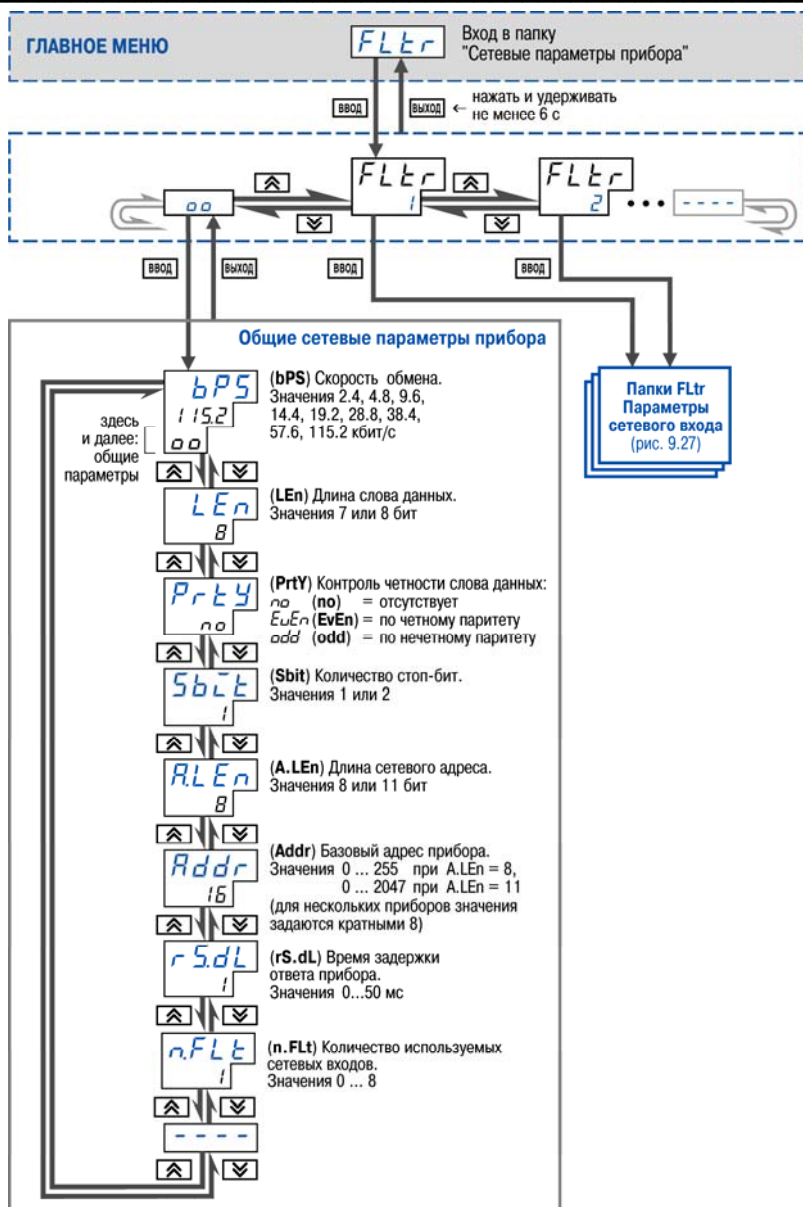 ГЛАВНОЕ МЕНЮ
FLtr
Вход в папку
"Сетевые параметры прибора"
ВВОД
ВЫХОД
← нажать и удерживать
не менее 6 с
oo
FLtr
1
FLtr
2
•••
----
ВВОД
ВЫХОД
ВВОД
ВВОД
Общие сетевые параметры прибора
Папки FLtr
Параметры
сетевого входа
(рис. 9.27)
здесь
и далее:
общие
параметры
bPS
115.2
oo
(bPS) Скорость обмена.
Значения 2.4, 4.8, 9.6,
14.4, 19.2, 28.8, 38.4,
57.6, 115.2 кбит/с
LEn
8
(LEn) Длина слова данных.
Значения 7 или 8 бит
PrtY
no
(PrtY) Контроль четности слова данных:
no (no) = отсутствует
EvEn (EvEn) = по четному паритету
odd (odd) = по нечетному паритету
Sbit
1
(Sbit) Количество стоп-бит.
Значения 1 или 2
A.LEn
8
(A.LEn) Длина сетевого адреса.
Значения 8 или 11 бит
Addr
16
(Addr) Базовый адрес прибора.
Значения 0 ... 255 при A.LEn = 8,
0 ... 2047 при A.LEn = 11
(для нескольких приборов значения
задаются кратными 8)
rS.dL
1
(rS.dL) Время задержки
ответа прибора.
Значения 0...50 мс
n.FLt
1
(n.FLt) Количество используемых
сетевых входов.
Значения 0 ... 8
----